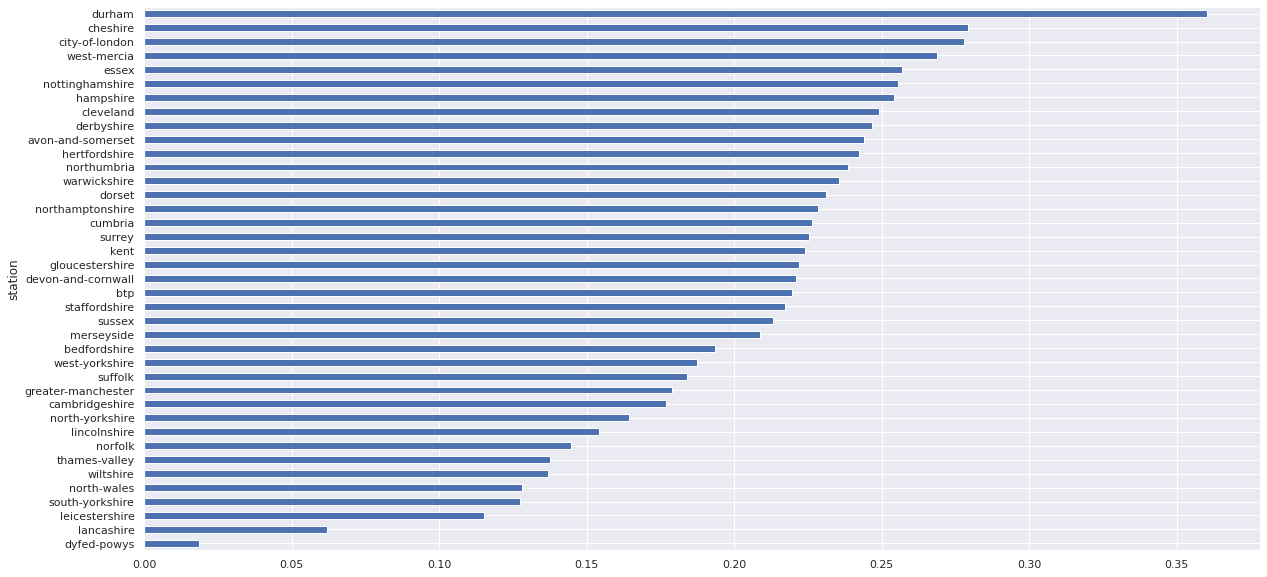 durham
cheshire
city-of-london
west-mercia
essex
nottinghamshire
hampshire
cleveland
derbyshire
avon-and-somerset
hertfordshire
northumbria
warwickshire
dorset
northamptonshire
cumbria
surrey
kent
gloucestershire
devon-and-cornwall
btp
staffordshire
sussex
merseyside
bedfordshire
west-yorkshire
suffolk
greater-manchester
cambridgeshire
north-yorkshire
lincolnshire
norfolk
thames-valley
wiltshire
north-wales
south-yorkshire
leicestershire
lancashire
dyfed-powys
station
0.00 0.05 0.10 0.15 0.20 0.25 0.30 0.35